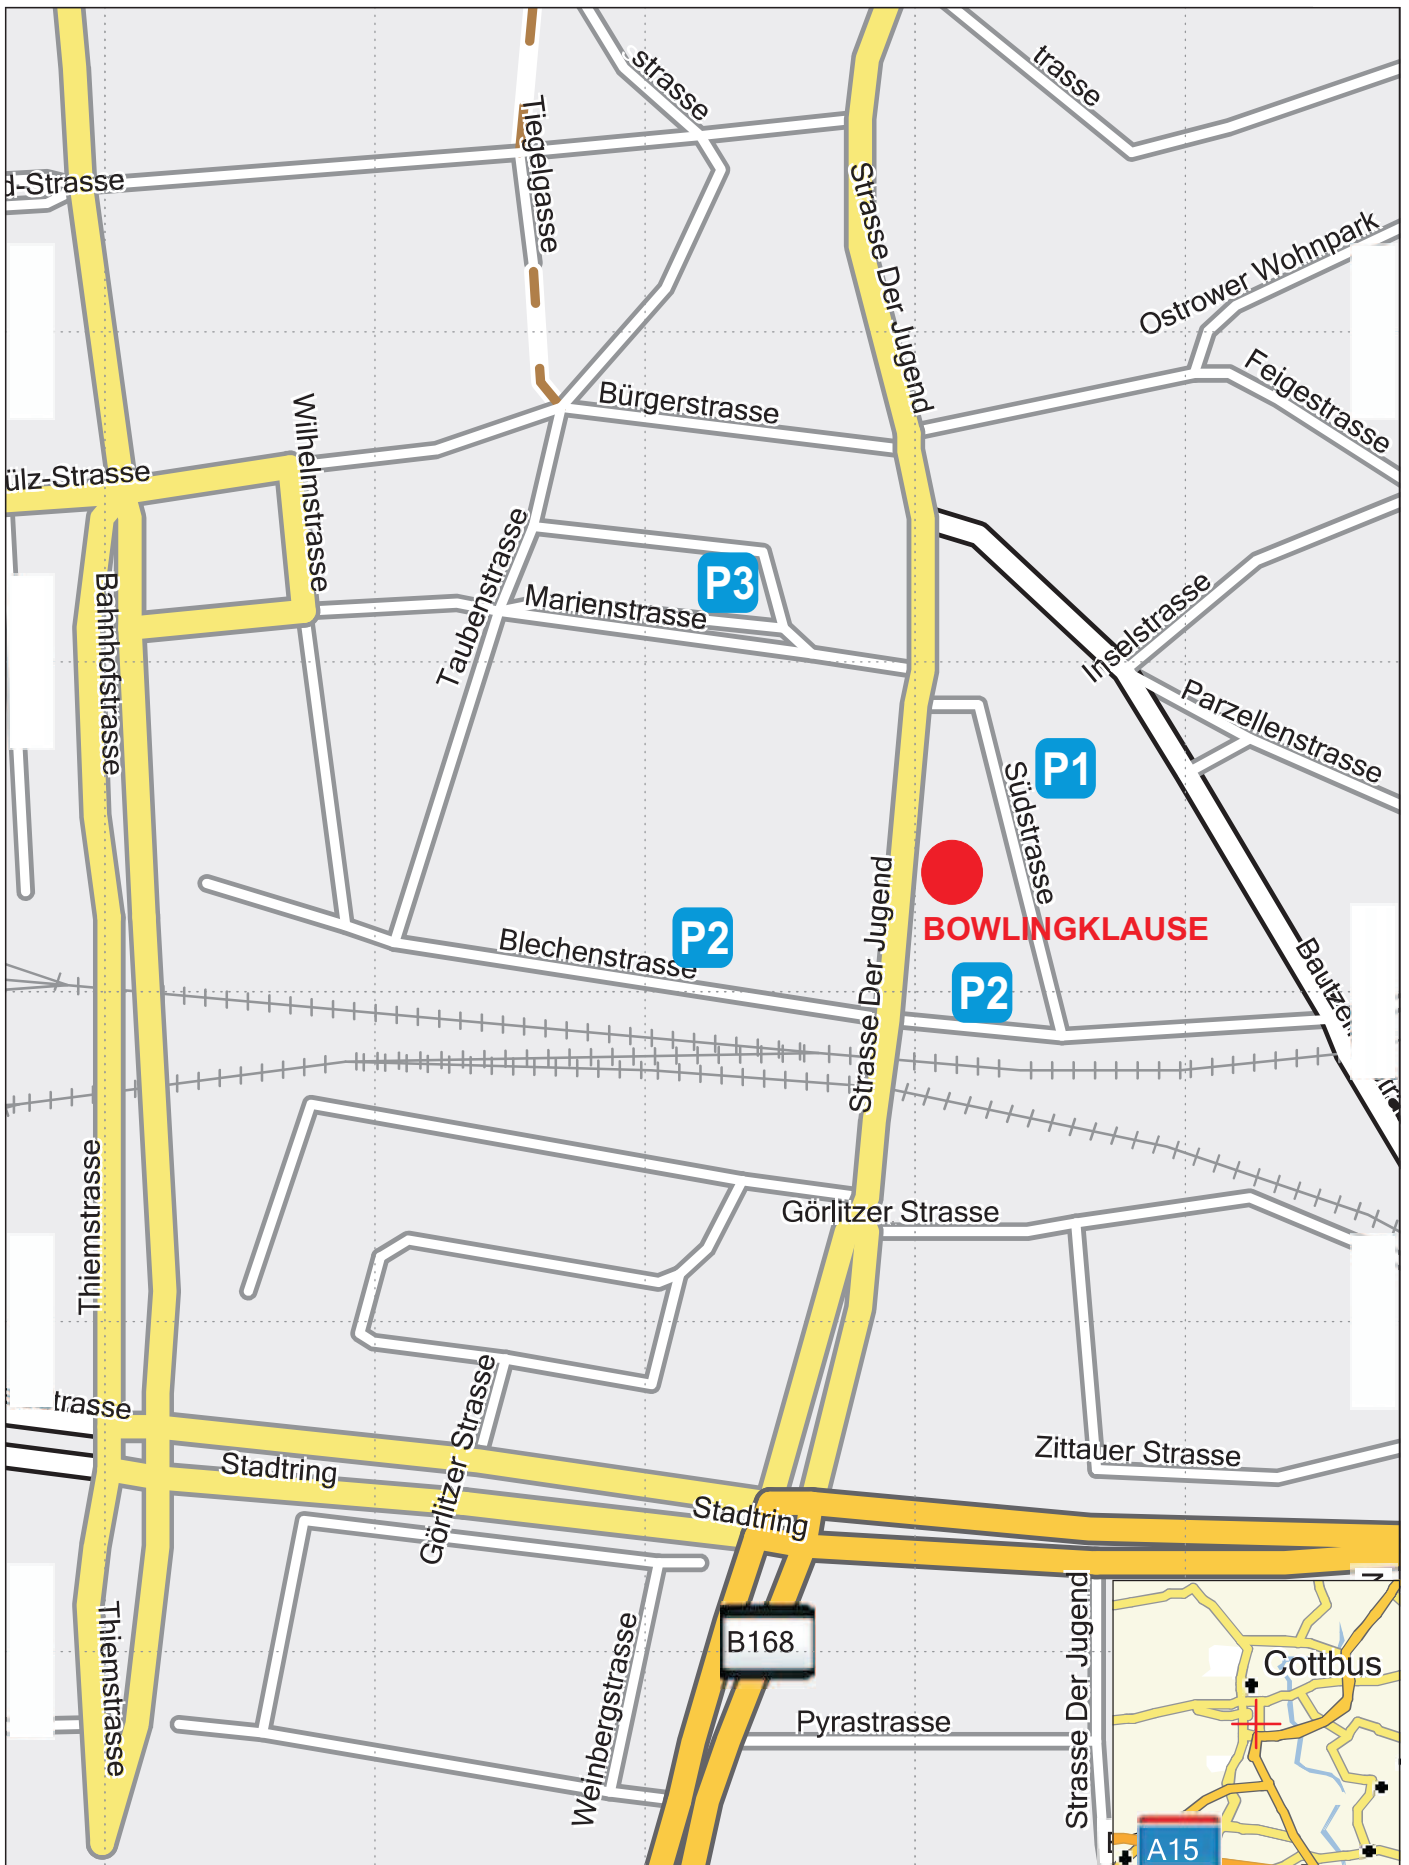 strasse
trasse
Tiegelgasse
d-Strasse
Strasse Der Jugend
Ostrower Wohnpark
Feigestrasse
Bürgerstrasse
Wilhelmstrasse
ülz-Strasse
Taubenstrasse
P3
Marienstrasse
Bahnhofstrasse
Inselstrasse
Parzellenstrasse
P1
Südstrasse
Strasse Der Jugend
BOWLINGKLAUSE
P2
Blechenstrasse
P2
Bautzen
Thiemstrasse
Görlitzer Strasse
trasse
Görlitzer Strasse
Stadtring
Zittauer Strasse
Stadtring
Thiemstrasse
Weinbergstrasse
B168
Pyrastrasse
Strasse Der Jugend
Cottbus
A15